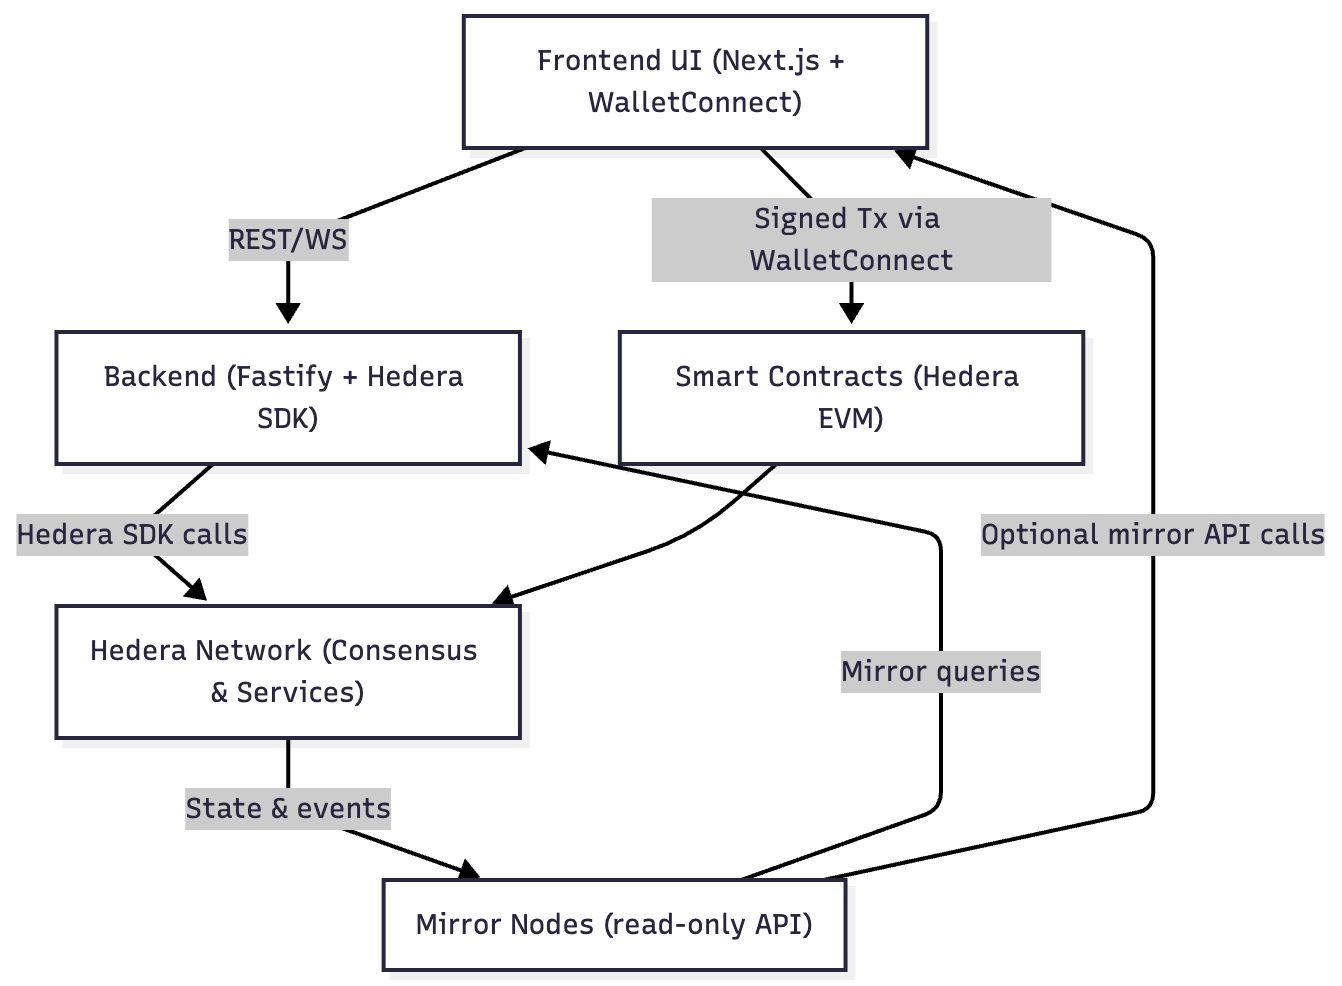 Frontend UI (Next.js +
WalletConnect)
REST/WS
Signed Tx via
WalletConnect
Backend (Fastify + Hedera
SDK)
Smart Contracts (Hedera
EVM)
Hedera SDK calls
Optional mirror API calls
Hedera Network (Consensus
& Services)
Mirror queries
State & events
Mirror Nodes (read-only API)